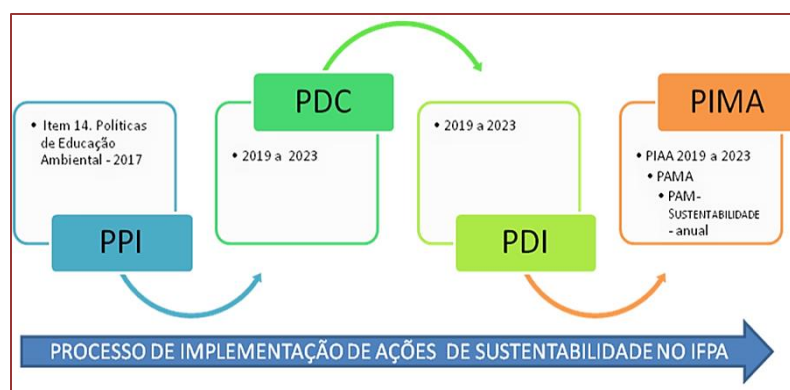 • Item 14. Políticas
de Educação
Ambiental - 2017
PPI
PDC
• 2019 a 2023
• 2019 a 2023
PDI
PIMA
• PIAA 2019 a 2023
• PAMA
• PAM-
SUSTENTABILIDADE
- anual
PROCESSO DE IMPLEMENTAÇÃO DE AÇÕES DE SUSTENTABILIDADE NO IFPA